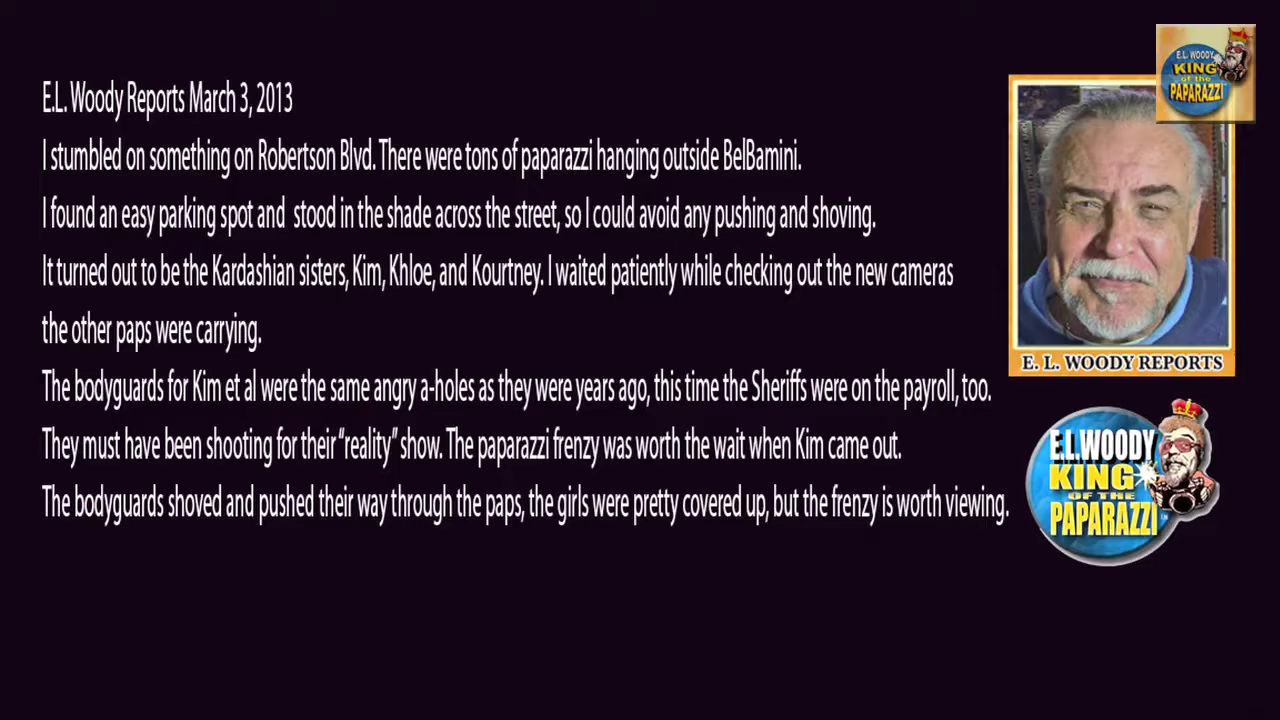 E.L. Woody Reports March 3, 2013
I stumbled on something on Robertson Blvd. There were tons of paparazzi hanging outside BelBamini.
I found an easy parking spot and stood in the shade across the street, so I could avoid any pushing and shoving.
It turned out to be the Kardashian sisters, Kim, Khloe, and Kourtney. I waited patiently while checking out the new cameras
the other paps were carrying.
The bodyguards for Kim et al were the same angry a-holes as they were years ago, this time the Sheriffs were on the payroll, too.
They must have been shooting for their "reality" show. The paparazzi frenzy was worth the wait when Kim came out.
The bodyguards shoved and pushed their way through the paps, the girls were pretty covered up, but the frenzy is worth viewing.
E.L. WOODY
KING
of the
PAPARAZZI
E. L. WOODY REPORTS
E.L.WOODY
KING
OF THE
PAPARAZZI